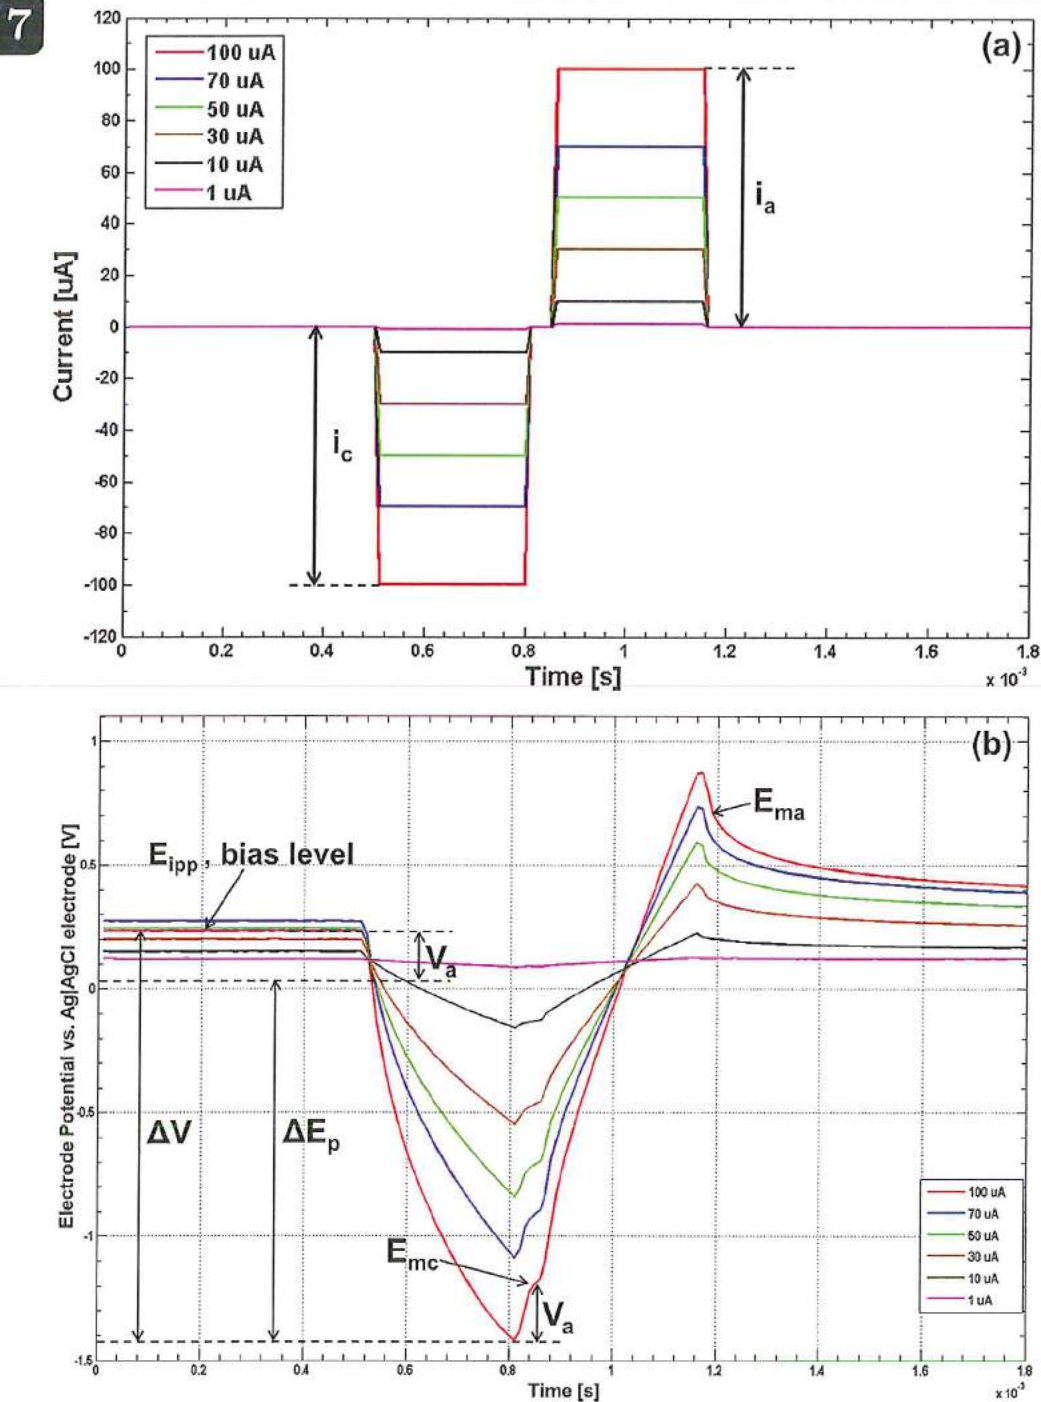 7
(a)
120
100
80
60
40
20
0
-20
-40
-60
-80
-100
-120
Current [uA]
100 uA
70 uA
50 uA
30 uA
10 uA
1 uA
ia
ic
0 0.2 0.4 0.6 0.8 1 1.2 1.4 1.6 1.8
Time [s]
x 10-3
(b)
1
0.5
0
-0.5
-1
-1.5
Electrode Potential vs. Ag|AgCl electrode [V]
Eipp, bias level
Ema
Va
ΔV
ΔEp
Emc
Va
100 uA
70 uA
50 uA
30 uA
10 uA
1 uA
0 0.2 0.4 0.6 0.8 1 1.2 1.4 1.6 1.8
Time [s]
x 10-3